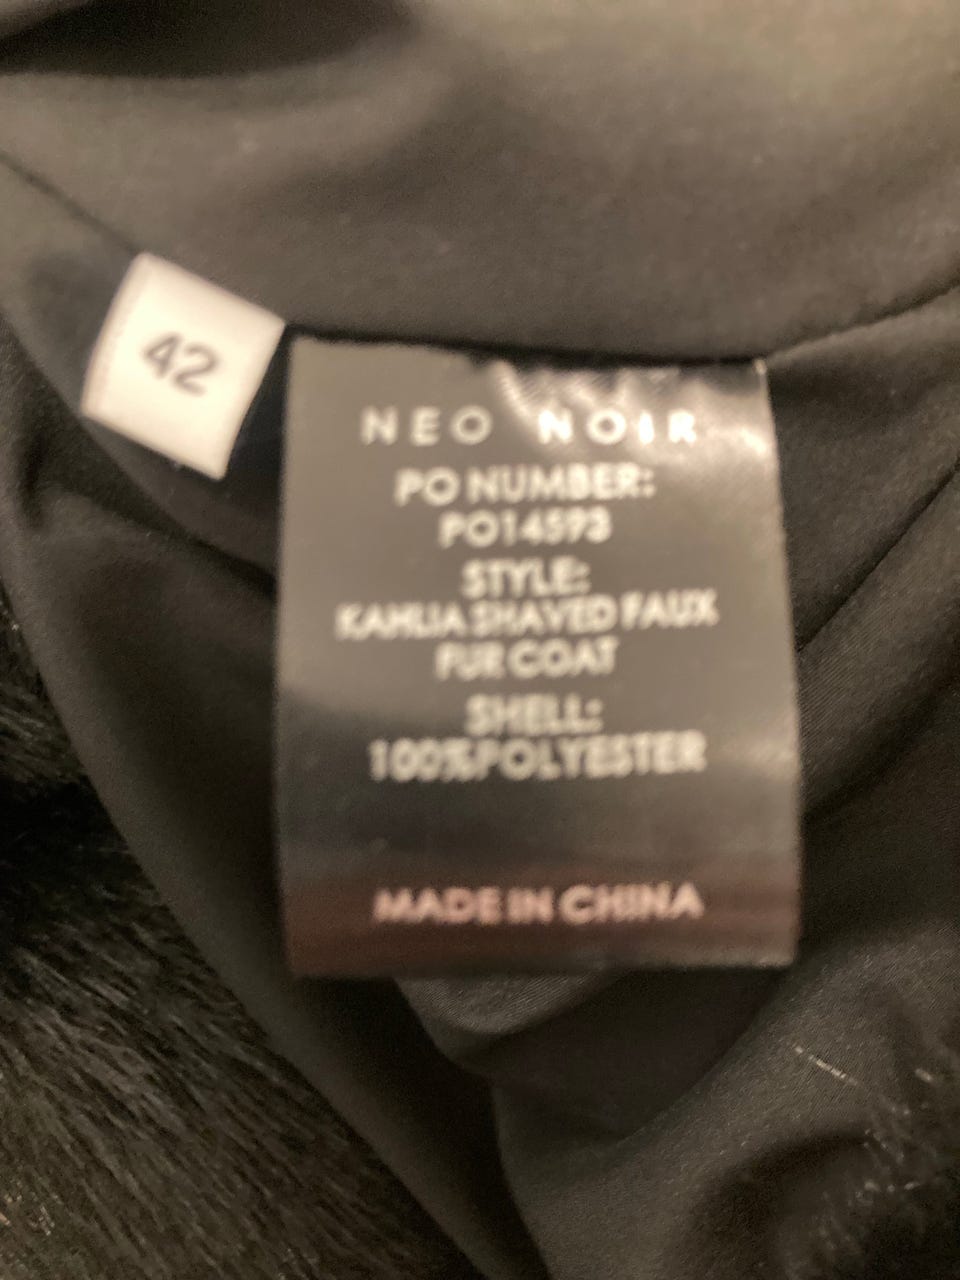 42
NEO NOIR
PO NUMBER:
PO14593
STYLE:
KAHLIA SHAVED FAUX
FUR COAT
SHELL:
100%POLYESTER
MADE IN CHINA